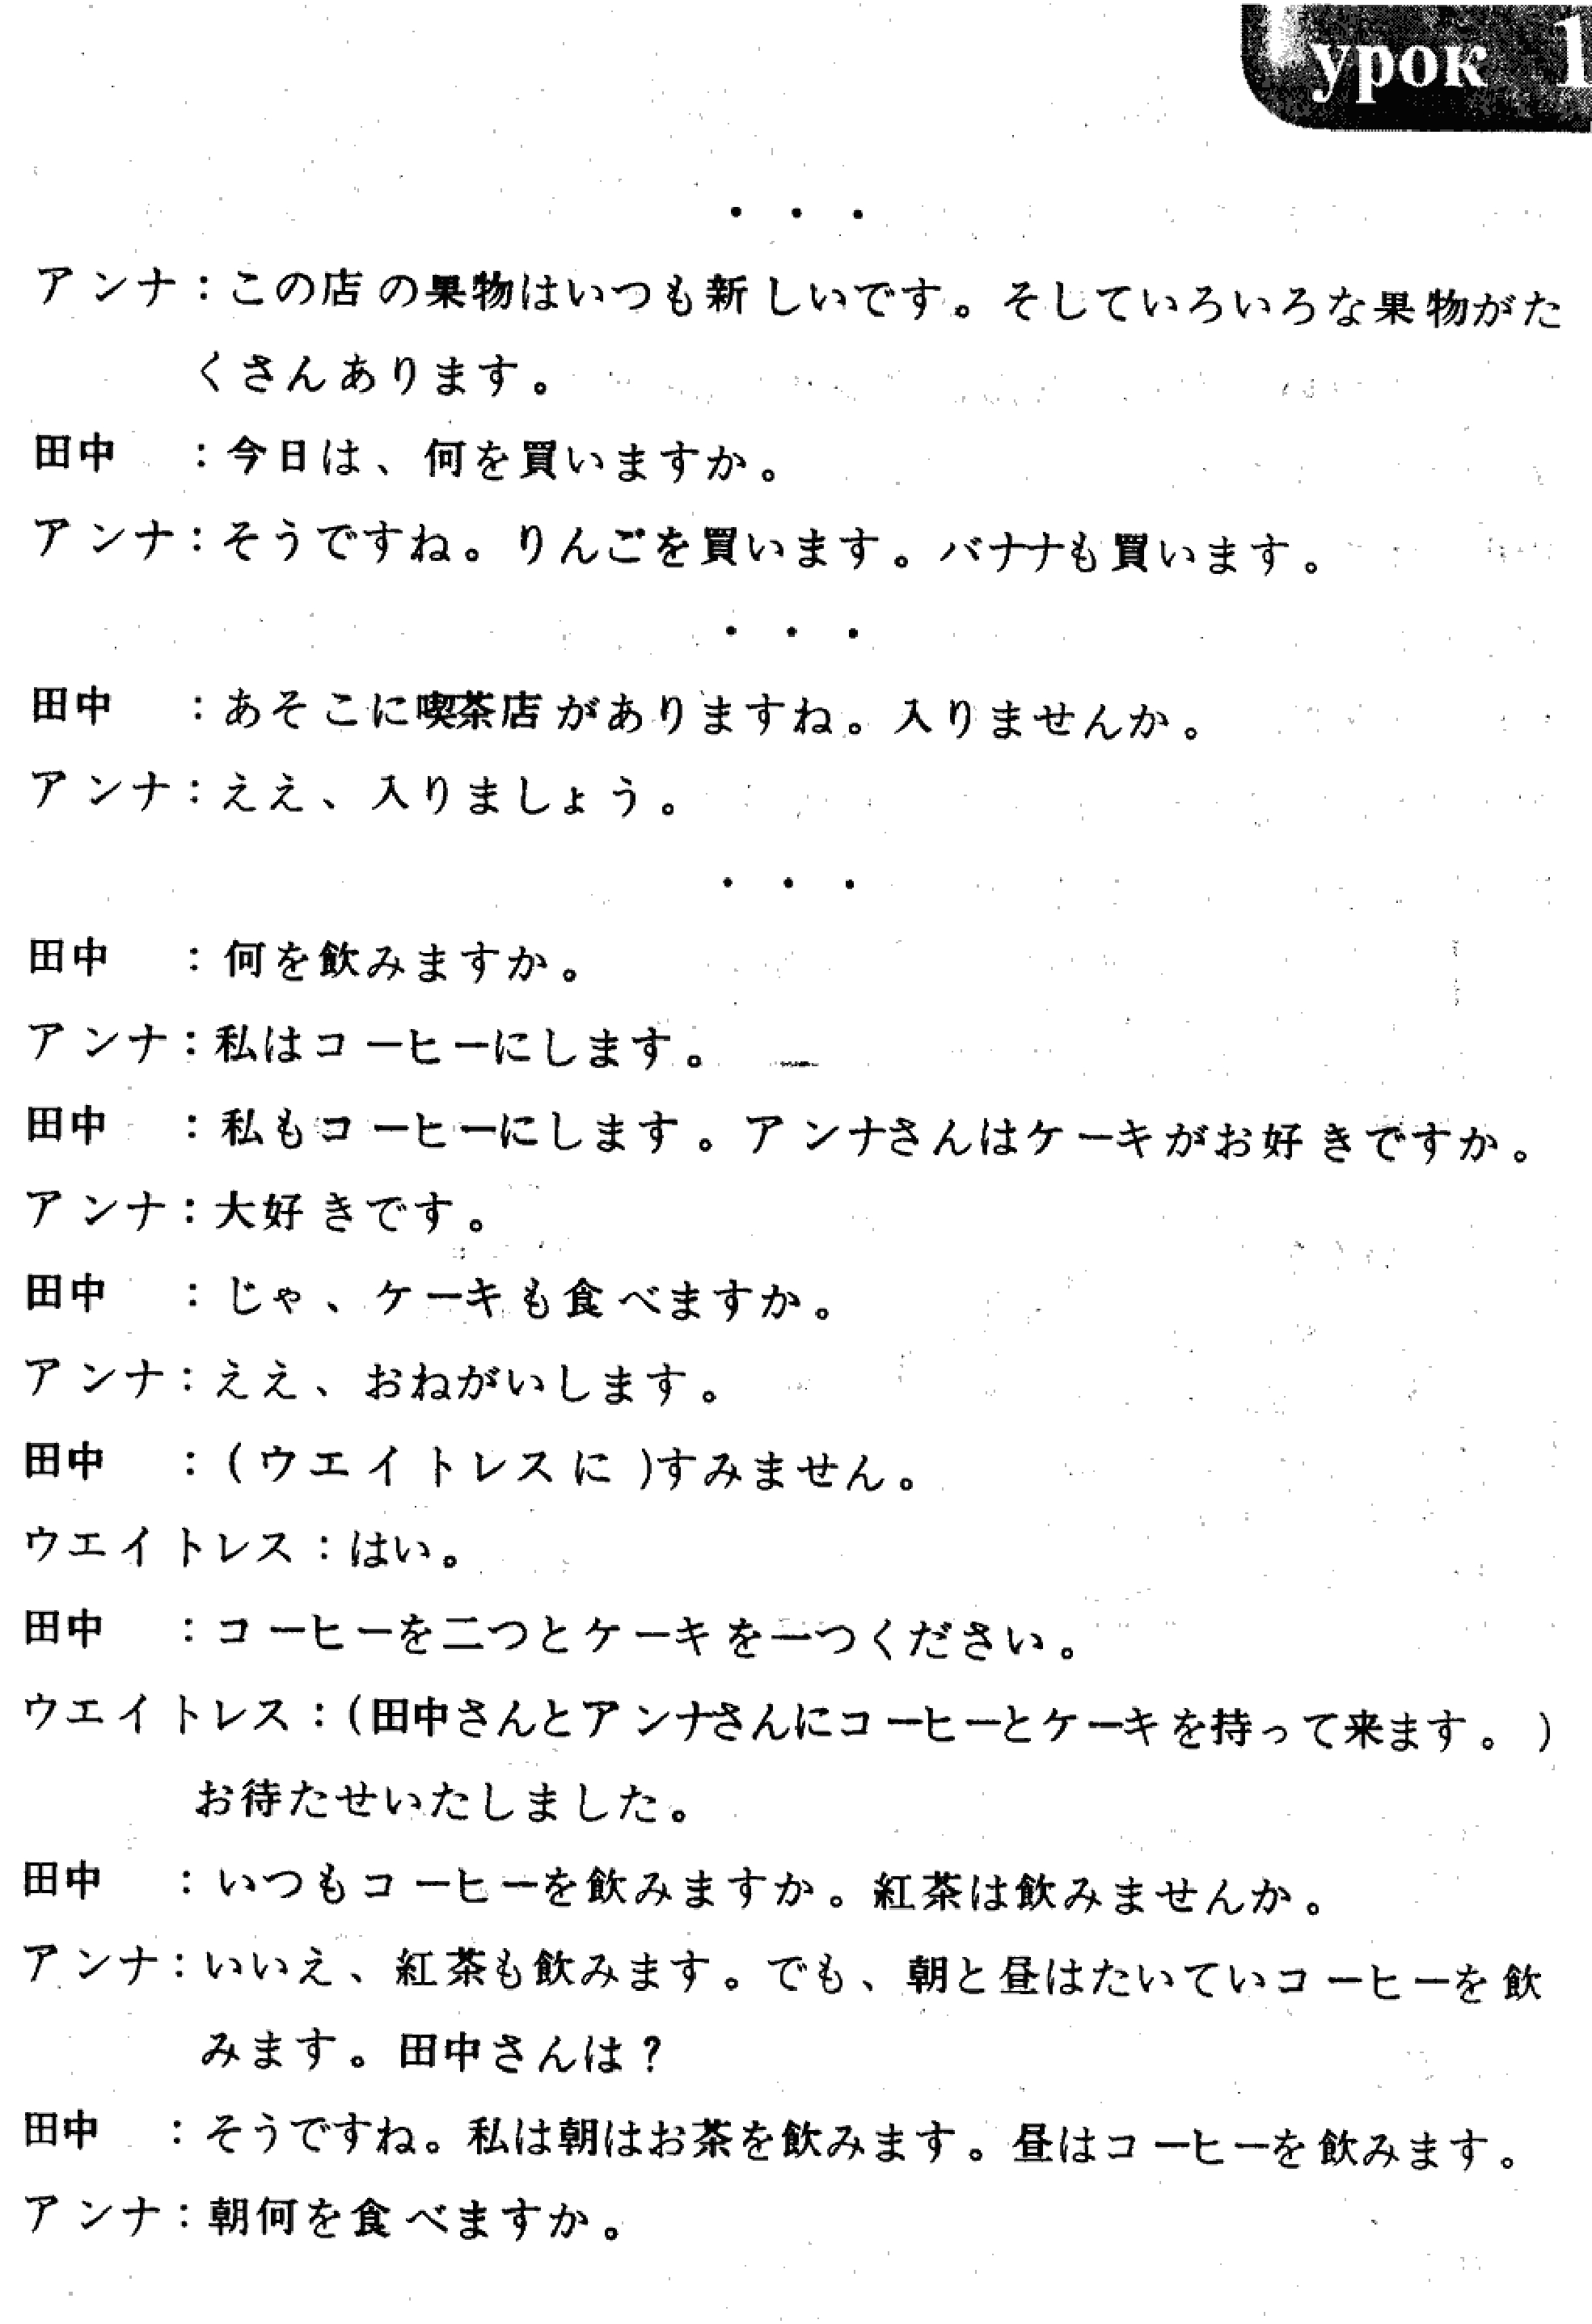 урок 1
• • •
アンナ：この店の果物はいつも新しいです。そしていろいろな果物がた
くさんあります。
田中　：今日は、何を買いますか。
アンナ：そうですね。りんごを買います。バナナも買います。
• • •
田中　：あそこに喫茶店がありますね。入りませんか。
アンナ：ええ、入りましょう。
• • •
田中　：何を飲みますか。
アンナ：私はコーヒーにします。
田中　：私もコーヒーにします。アンナさんはケーキがお好きですか。
アンナ：大好きです。
田中　：じゃ、ケーキも食べますか。
アンナ：ええ、おねがいします。
田中　：(ウエイトレスに)すみません。
ウエイトレス：はい。
田中　：コーヒーを二つとケーキを一つください。
ウエイトレス：(田中さんとアンナさんにコーヒーとケーキを持って来ます。)
お待たせいたしました。
田中　：いつもコーヒーを飲みますか。紅茶は飲みませんか。
アンナ：いいえ、紅茶も飲みます。でも、朝と昼はたいていコーヒーを飲
みます。田中さんは？
田中　：そうですね。私は朝はお茶を飲みます。昼はコーヒーを飲みます。
アンナ：朝何を食べますか。